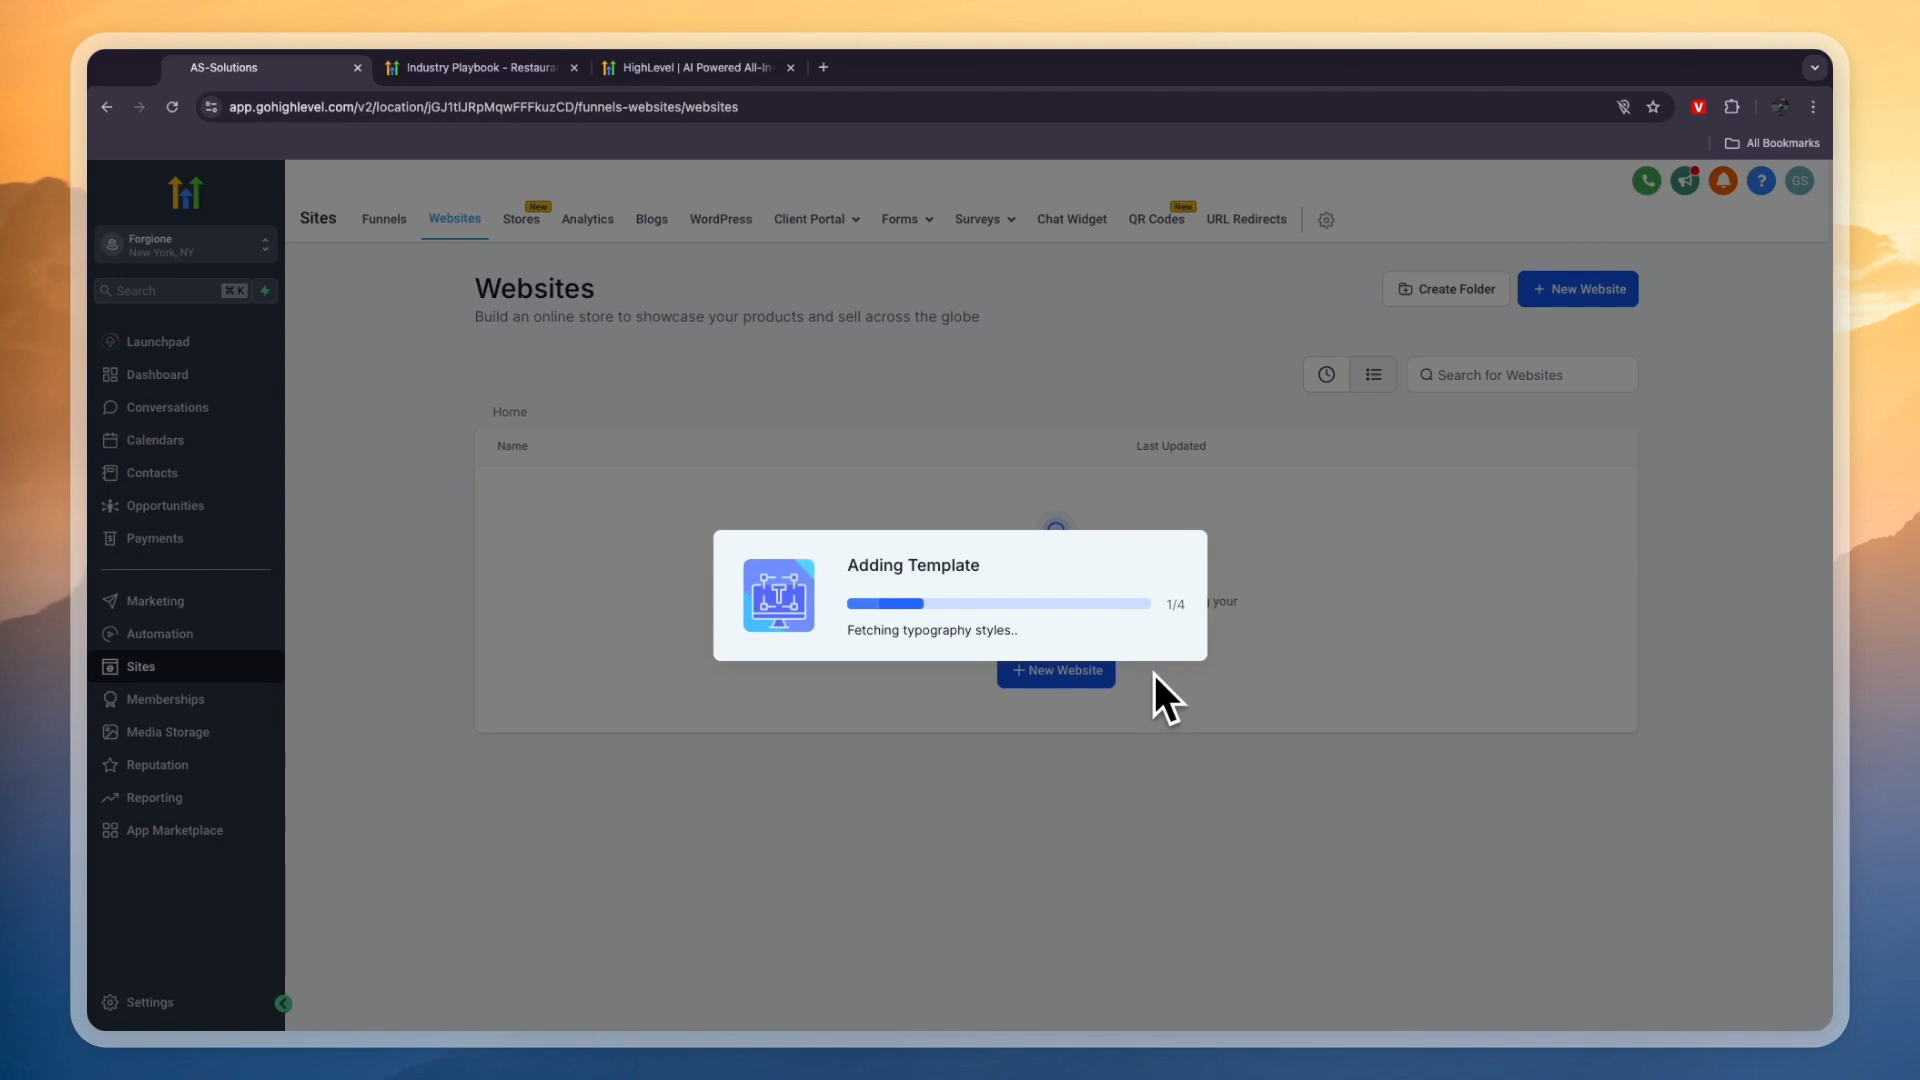 AS-Solutions
Industry Playbook - Restaura
HighLevel | AI Powered All-In-
app.gohighlevel.com/v2/location/jGJ1tlJRpMqwFFFkuzCD/funnels-websites/websites
All Bookmarks
V
GS
Forgione
New York, NY
Search
⌘ K
Launchpad
Dashboard
Conversations
Calendars
Contacts
Opportunities
Payments
Marketing
Automation
Sites
Memberships
Media Storage
Reputation
Reporting
App Marketplace
Settings
Sites
Funnels
Websites
Stores
New
Analytics
Blogs
WordPress
Client Portal
Forms
Surveys
Chat Widget
QR Codes
New
URL Redirects
Websites
Build an online store to showcase your products and sell across the globe
Create Folder
+ New Website
Search for Websites
Home
Name
Last Updated
Adding Template
1/4
Fetching typography styles..
your
+ New Website